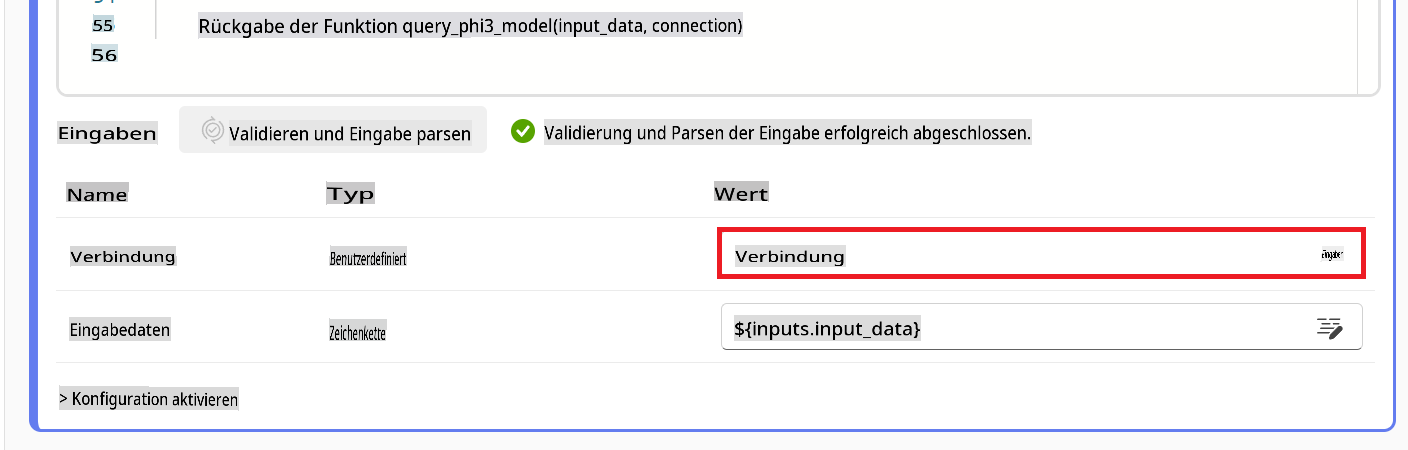 55 Rückgabe der Funktion query_phi3_model(input_data, connection)
56
Eingaben Validieren und Eingabe parsen Validierung und Parsen der Eingabe erfolgreich abgeschlossen.
Name Typ Wert
Verbindung Benutzerdefiniert Verbindung Eingaben
Eingabedaten Zeichenkette ${inputs.input_data}
> Konfiguration aktivieren